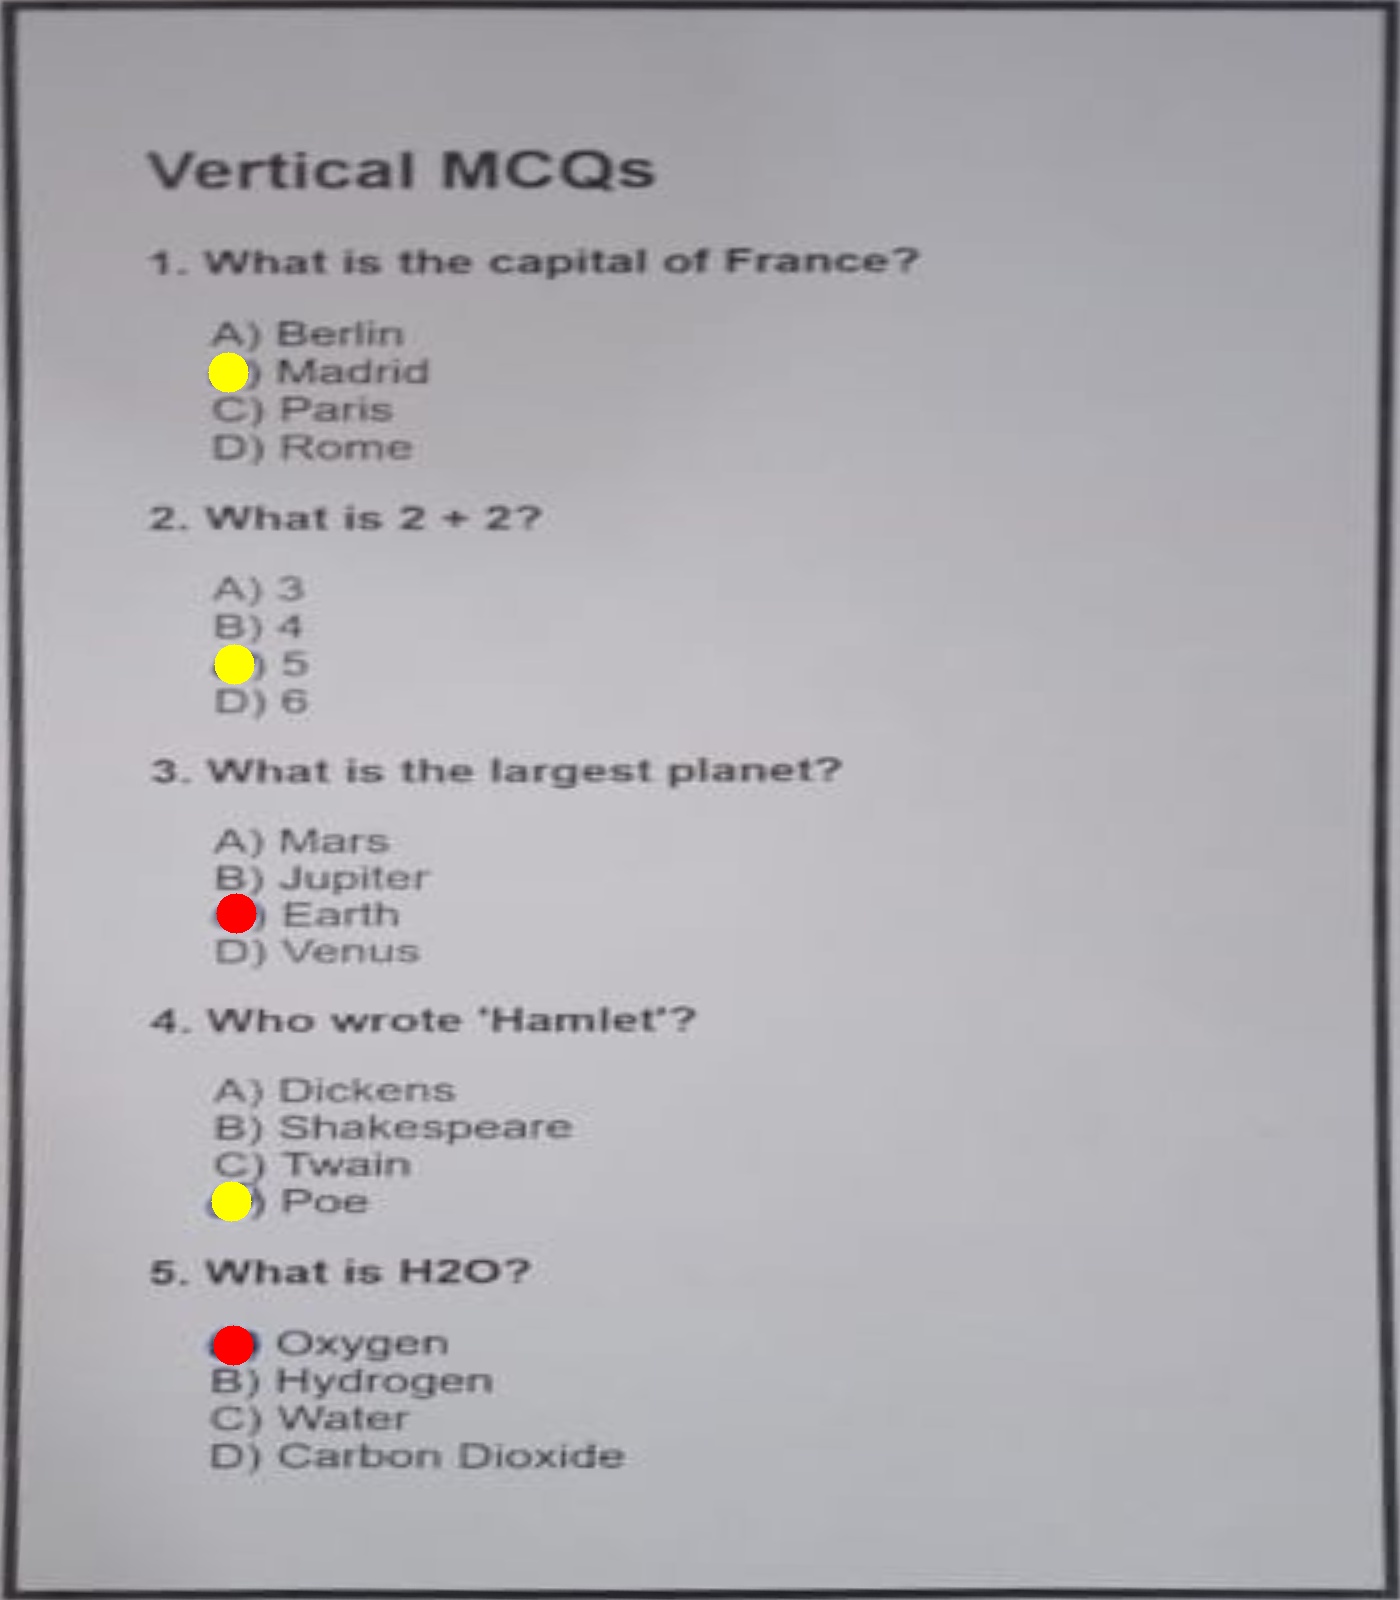 Vertical MCQs
1. What is the capital of France?
A) Berlin
) Madrid
C) Paris
D) Rome
2. What is 2 + 2?
A) 3
B) 4
) 5
D) 6
3. What is the largest planet?
A) Mars
B) Jupiter
) Earth
D) Venus
4. Who wrote 'Hamlet'?
A) Dickens
B) Shakespeare
C) Twain
) Poe
5. What is H2O?
Oxygen
B) Hydrogen
C) Water
D) Carbon Dioxide